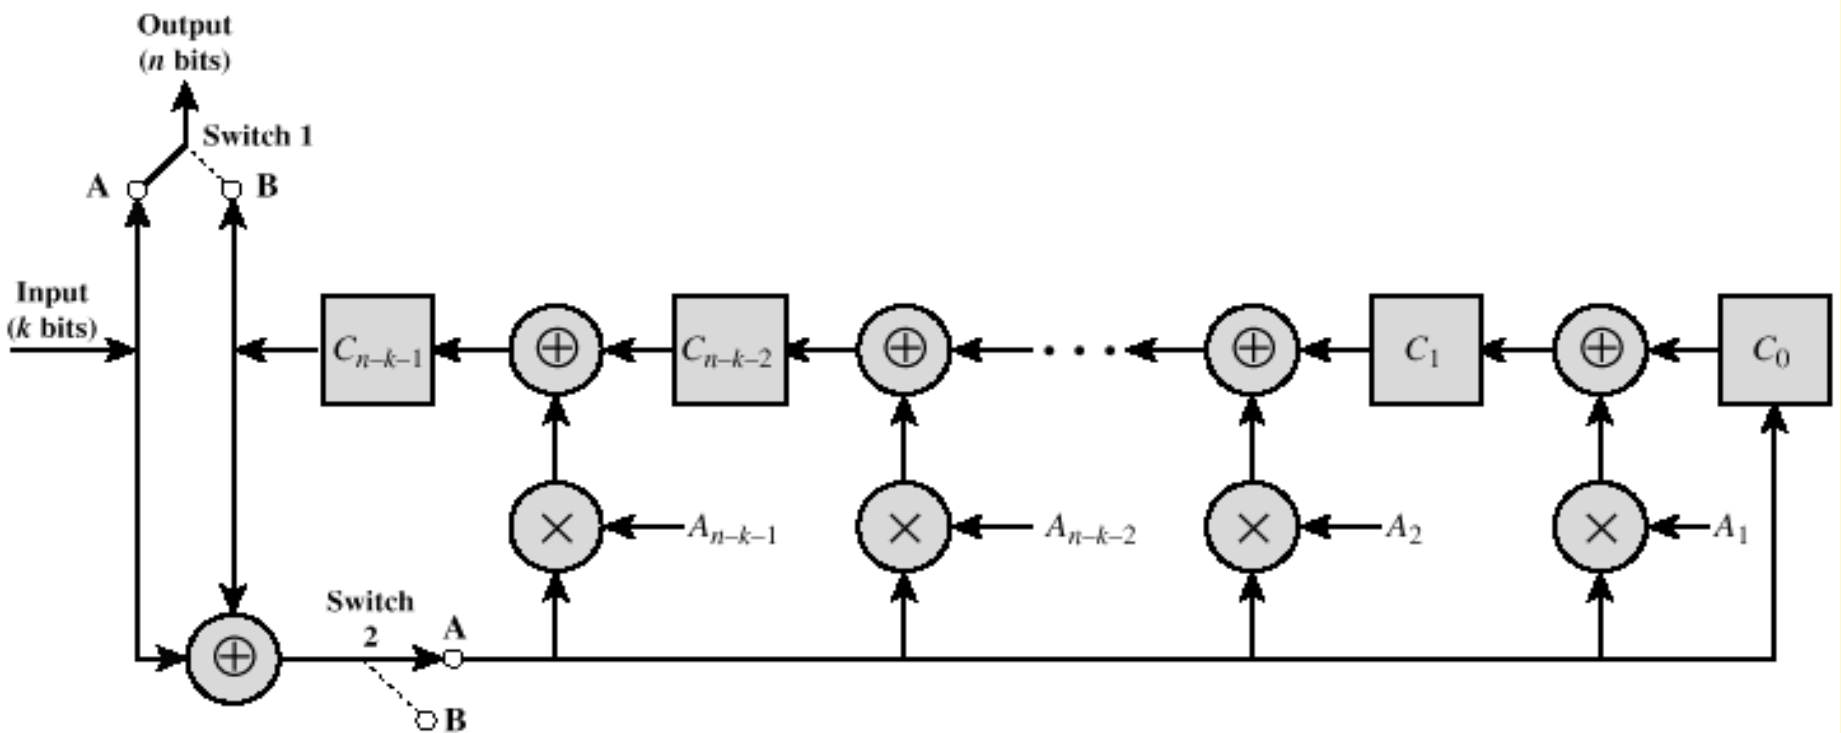 Output
(n bits)
Switch 1
A
B
Input
(k bits)
C_{n-k-1}
⊕
C_{n-k-2}
⊕
• • •
⊕
C_1
⊕
C_0
×
A_{n-k-1}
×
A_{n-k-2}
×
A_2
×
A_1
Switch
2
A
⊕
B